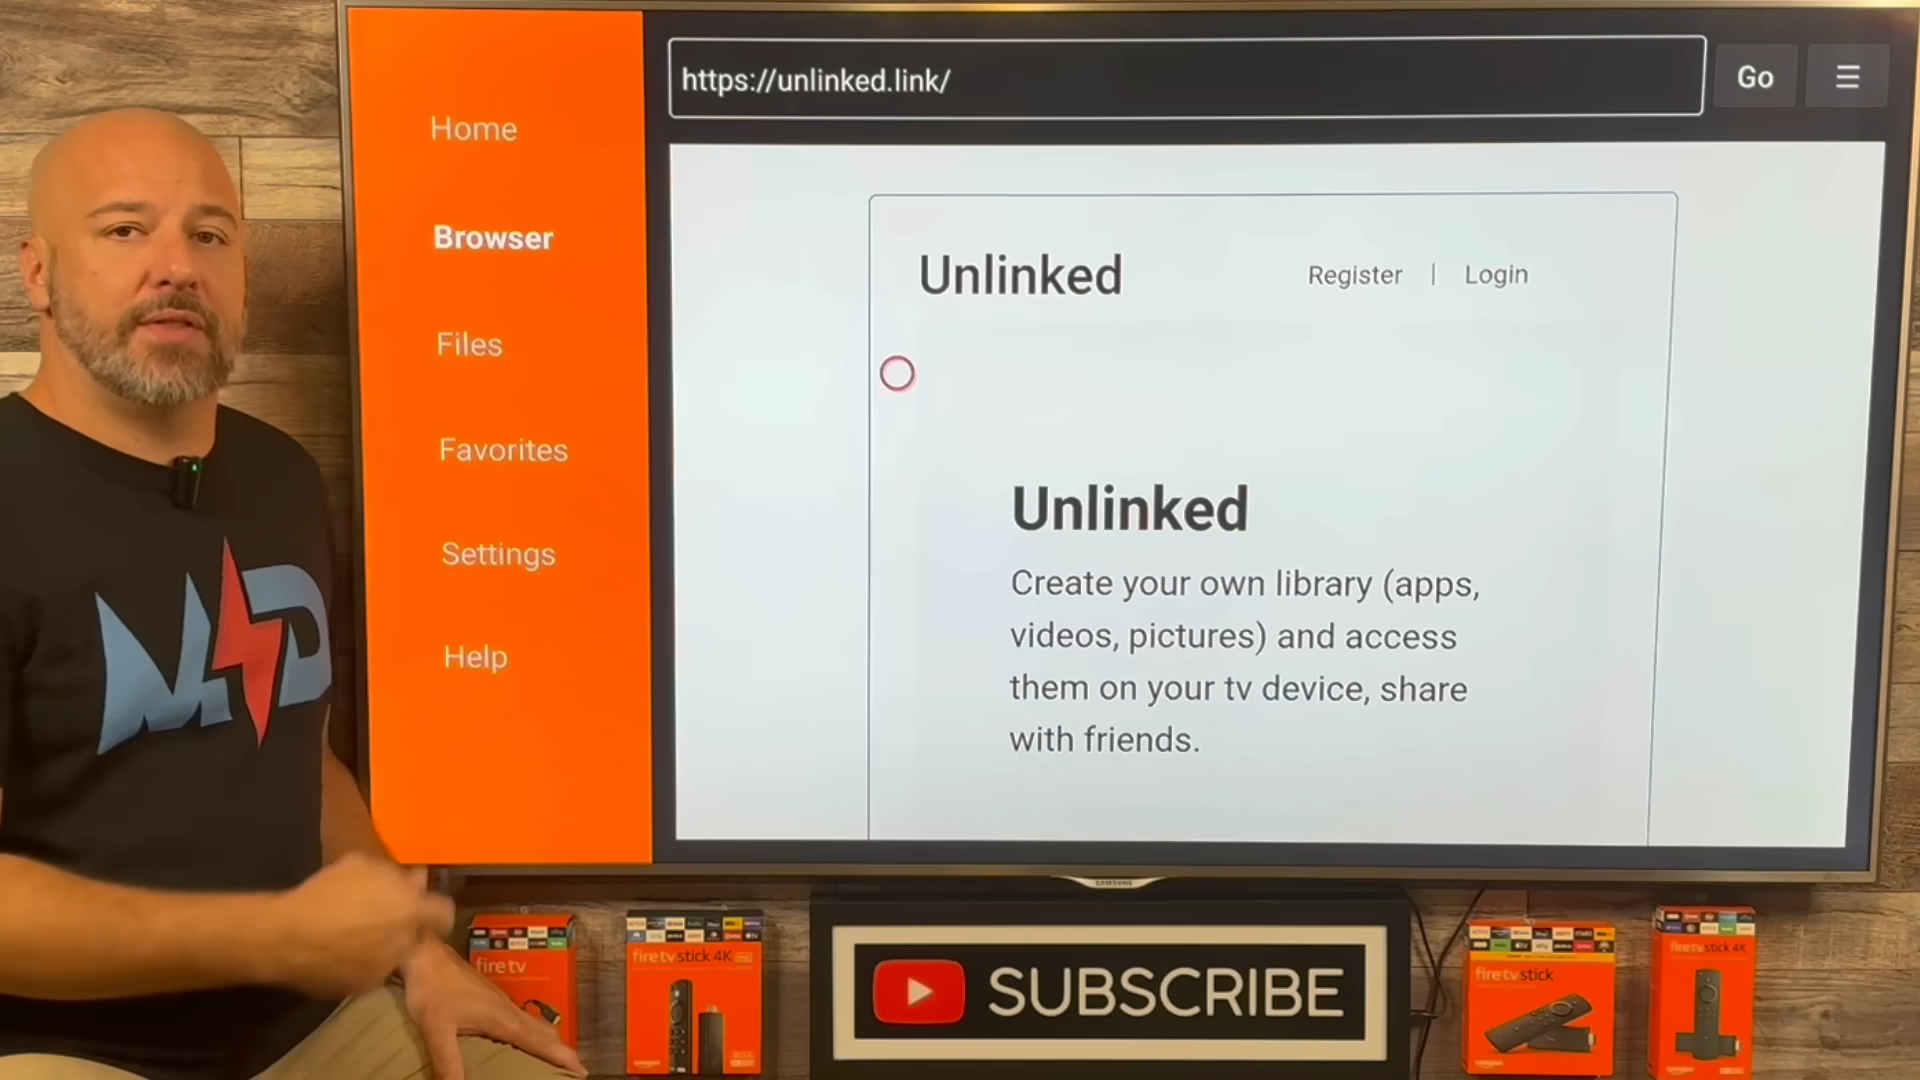 https://unlinked.link/
Go
Home
Browser
Files
Favorites
Settings
Help
Unlinked
Register | Login
Unlinked
Create your own library (apps,
videos, pictures) and access
them on your tv device, share
with friends.
MD
SAMSUNG
SUBSCRIBE
fire tv
fire tv stick 4K
fire tv stick
fire tv stick 4K